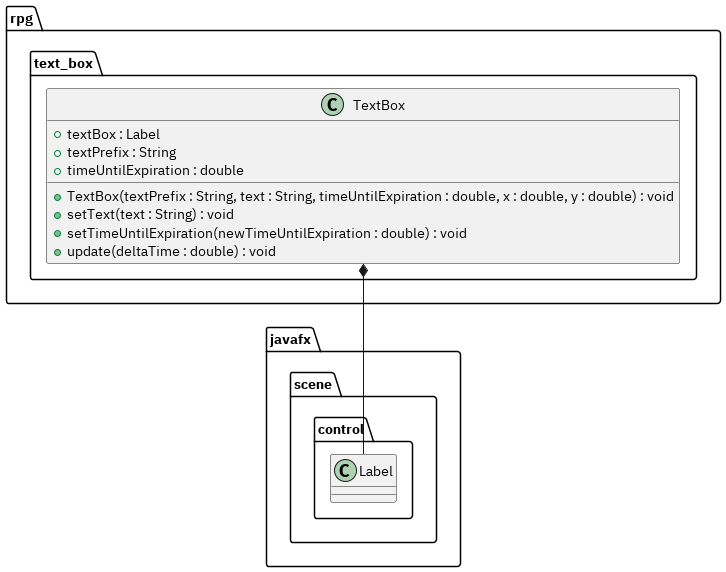 rpg
text_box
C TextBox
textBox : Label
textPrefix : String
timeUntilExpiration : double
TextBox(textPrefix : String, text : String, timeUntilExpiration : double, x : double, y : double) : void
setText(text : String) : void
setTimeUntilExpiration(newTimeUntilExpiration : double) : void
update(deltaTime : double) : void
javafx
scene
control
C Label